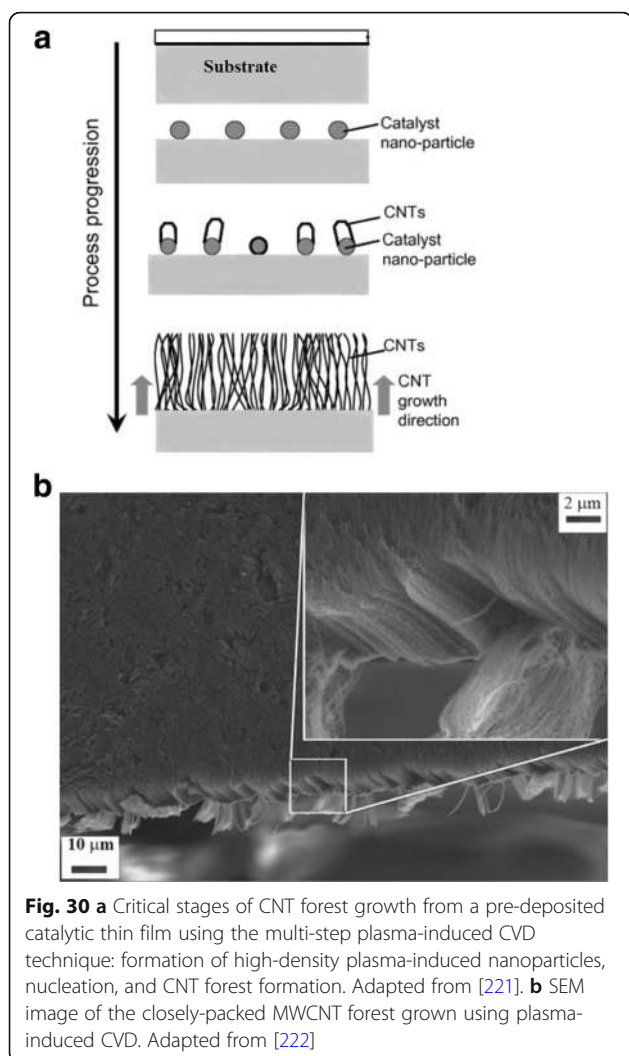 a
Substrate
Process progression
Catalyst
nano-particle
CNTs
Catalyst
nano-particle
CNTs
CNT
growth
direction
b
2 μm
10 μm
Fig. 30 a Critical stages of CNT forest growth from a pre-deposited
catalytic thin film using the multi-step plasma-induced CVD
technique: formation of high-density plasma-induced nanoparticles,
nucleation, and CNT forest formation. Adapted from [221]. b SEM
image of the closely-packed MWCNT forest grown using plasma-
induced CVD. Adapted from [222]